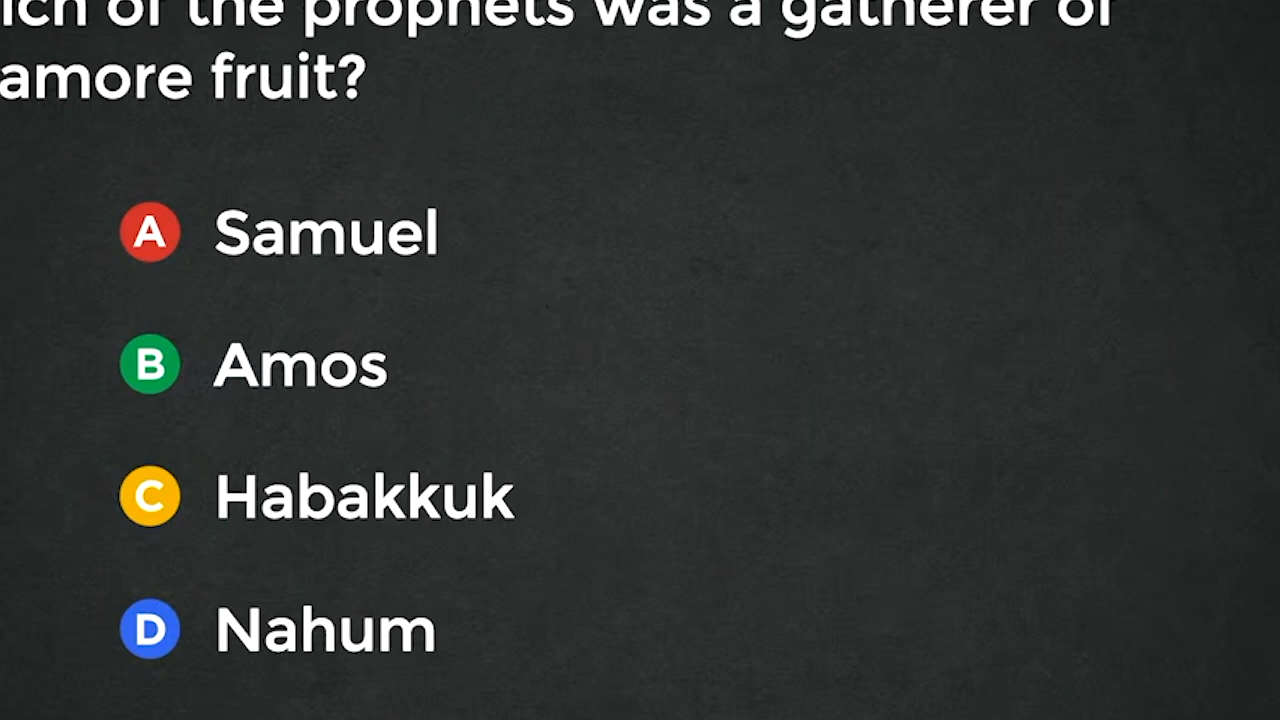 ich of the prophets was a gatherer of
amore fruit?
A Samuel
B Amos
C Habakkuk
D Nahum